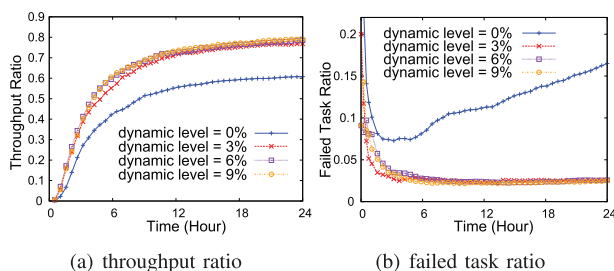 0.9
0.8
0.7
0.6
0.5
0.4
0.3
0.2
0.1
0
Throughput Ratio
dynamic level = 0%
dynamic level = 3%
dynamic level = 6%
dynamic level = 9%
0 6 12 18 24
Time (Hour)
(a) throughput ratio
0.2
0.15
0.1
0.05
0
Failed Task Ratio
dynamic level = 0%
dynamic level = 3%
dynamic level = 6%
dynamic level = 9%
0 6 12 18 24
Time (Hour)
(b) failed task ratio